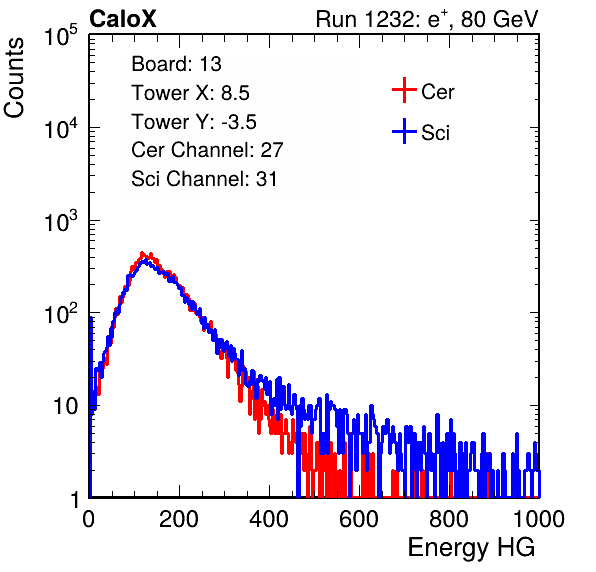 CaloX Run 1232: e⁺, 80 GeV
Counts
10⁵
10⁴
10³
10²
10
1
Board: 13
Tower X: 8.5
Tower Y: -3.5
Cer Channel: 27
Sci Channel: 31
Cer
Sci
0 200 400 600 800 1000
Energy HG